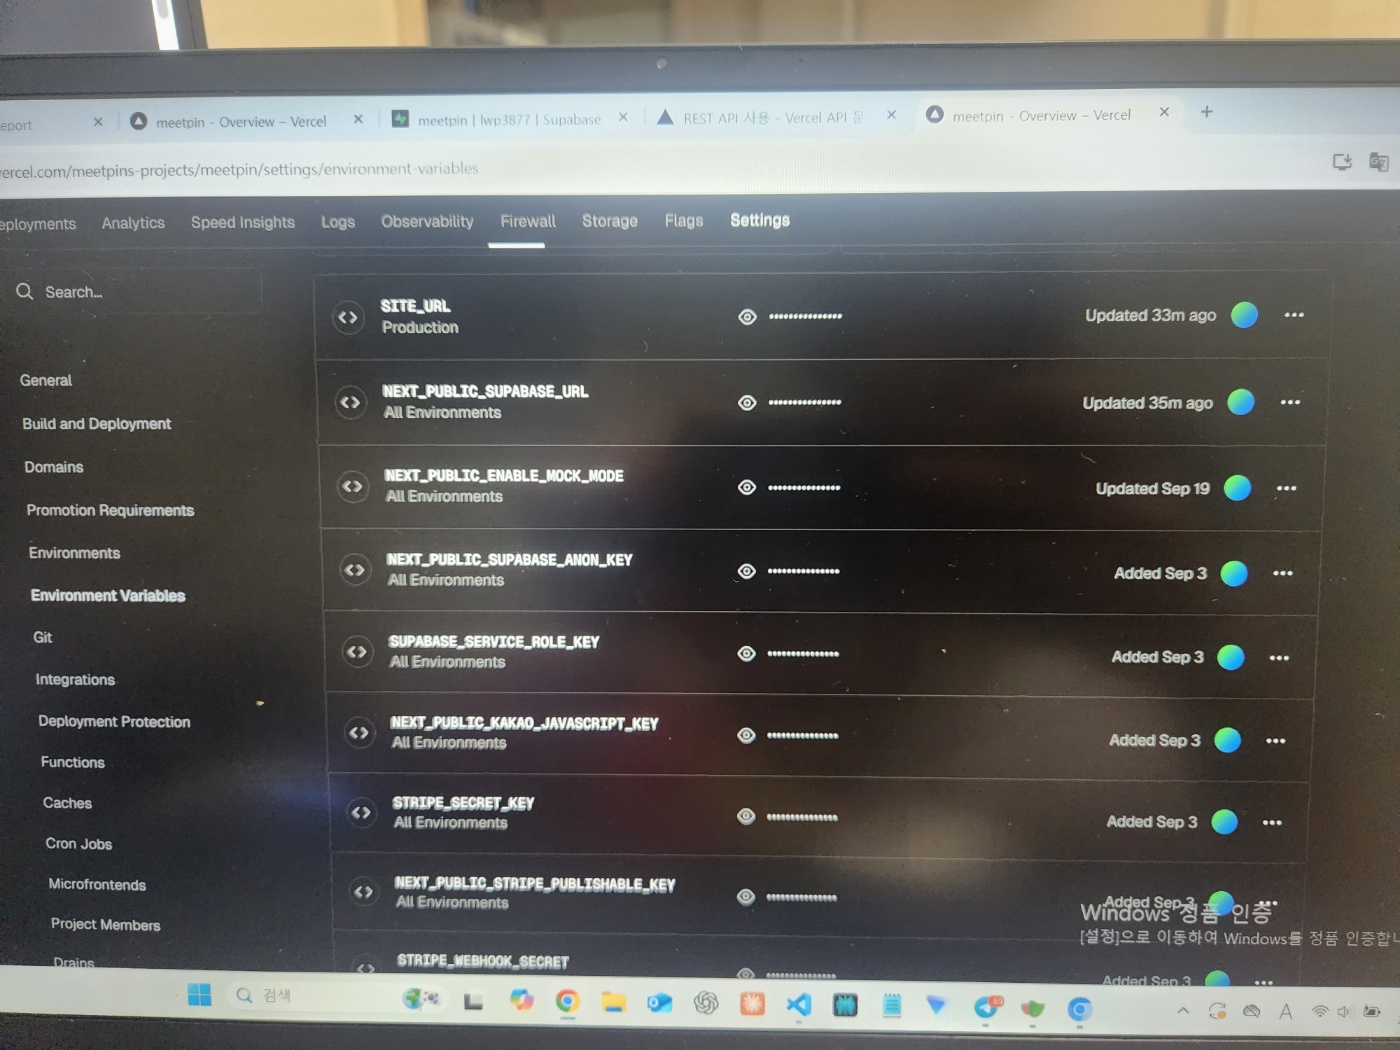 eport
meetpin - Overview – Vercel
meetpin | lwp3877 | Supabase
REST API 사용 - Vercel API 문
meetpin - Overview – Vercel
vercel.com/meetpins-projects/meetpin/settings/environment-variables
eployments Analytics Speed Insights Logs Observability Firewall Storage Flags Settings
Search...
General
Build and Deployment
Domains
Promotion Requirements
Environments
Environment Variables
Git
Integrations
Deployment Protection
Functions
Caches
Cron Jobs
Microfrontends
Project Members
Drains
SITE_URL
Production
Updated 33m ago
NEXT_PUBLIC_SUPABASE_URL
All Environments
Updated 35m ago
NEXT_PUBLIC_ENABLE_MOCK_MODE
All Environments
Updated Sep 19
NEXT_PUBLIC_SUPABASE_ANON_KEY
All Environments
Added Sep 3
SUPABASE_SERVICE_ROLE_KEY
All Environments
Added Sep 3
NEXT_PUBLIC_KAKAO_JAVASCRIPT_KEY
All Environments
Added Sep 3
STRIPE_SECRET_KEY
All Environments
Added Sep 3
NEXT_PUBLIC_STRIPE_PUBLISHABLE_KEY
All Environments
Added Sep 3
STRIPE_WEBHOOK_SECRET
Added Sep 3
Windows 정품 인증
[설정]으로 이동하여 Windows를 정품 인증합니
검색
A